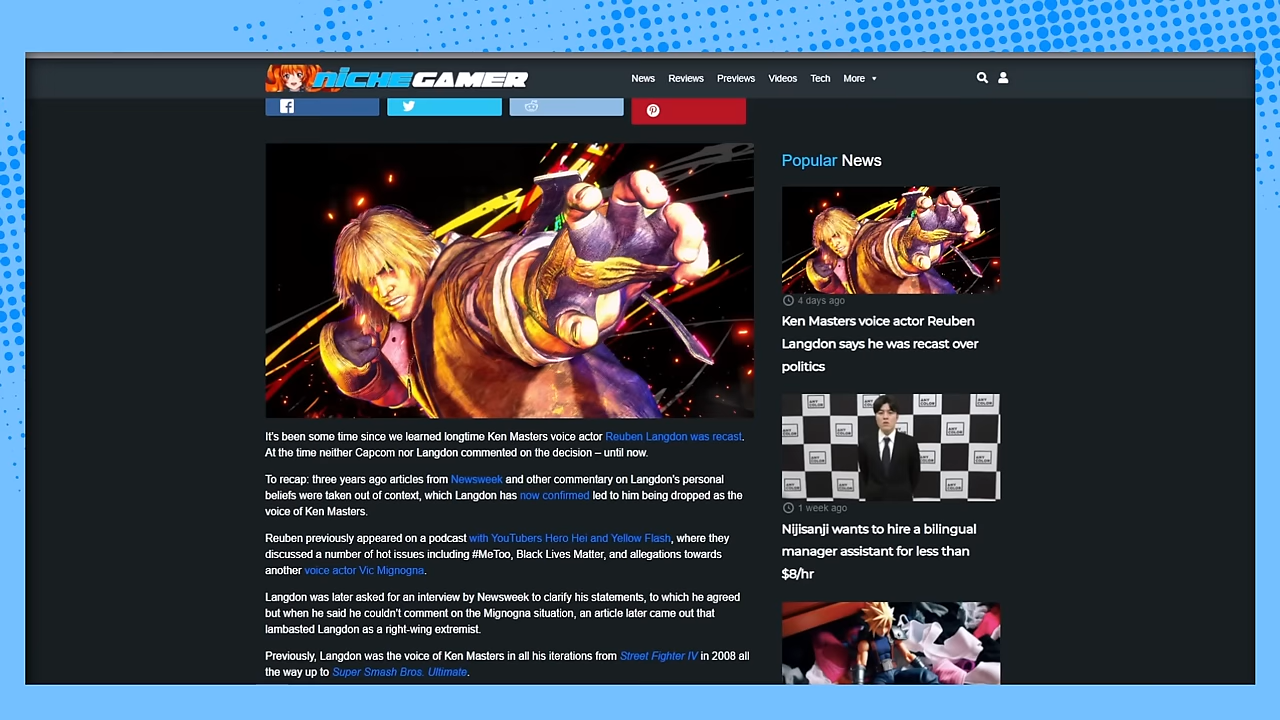 NICHEGAMER
News Reviews Previews Videos Tech More
Popular News
4 days ago
Ken Masters voice actor Reuben
Langdon says he was recast over
politics
ANY COLOR
1 week ago
Nijisanji wants to hire a bilingual
manager assistant for less than
$8/hr
It's been some time since we learned longtime Ken Masters voice actor Reuben Langdon was recast.
At the time neither Capcom nor Langdon commented on the decision – until now.
To recap: three years ago articles from Newsweek and other commentary on Langdon's personal
beliefs were taken out of context, which Langdon has now confirmed led to him being dropped as the
voice of Ken Masters.
Reuben previously appeared on a podcast with YouTubers Hero Hei and Yellow Flash, where they
discussed a number of hot issues including #MeToo, Black Lives Matter, and allegations towards
another voice actor Vic Mignogna.
Langdon was later asked for an interview by Newsweek to clarify his statements, to which he agreed
but when he said he couldn't comment on the Mignogna situation, an article later came out that
lambasted Langdon as a right-wing extremist.
Previously, Langdon was the voice of Ken Masters in all his iterations from Street Fighter IV in 2008 all
the way up to Super Smash Bros. Ultimate.